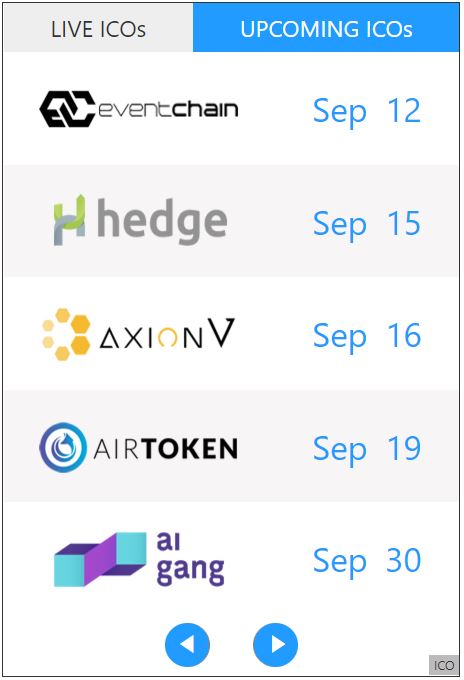 LIVE ICOs UPCOMING ICOs
eventchain Sep 12
hedge Sep 15
AXION V Sep 16
AIRTOKEN Sep 19
ai
gang
Sep 30
ICO